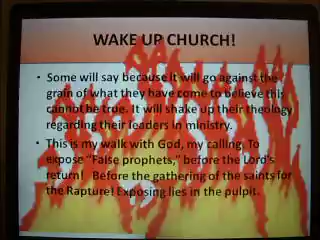 WAKE UP CHURCH!
• Some will say because it will go against the
grain of what they have come to believe this
cannot be true. It will shake up their theology
regarding their leaders in ministry.
• This is my walk with God, my calling. To
expose “False prophets,” before the Lord's
return! Before the gathering of the saints for
the Rapture! Exposing lies in the pulpit.